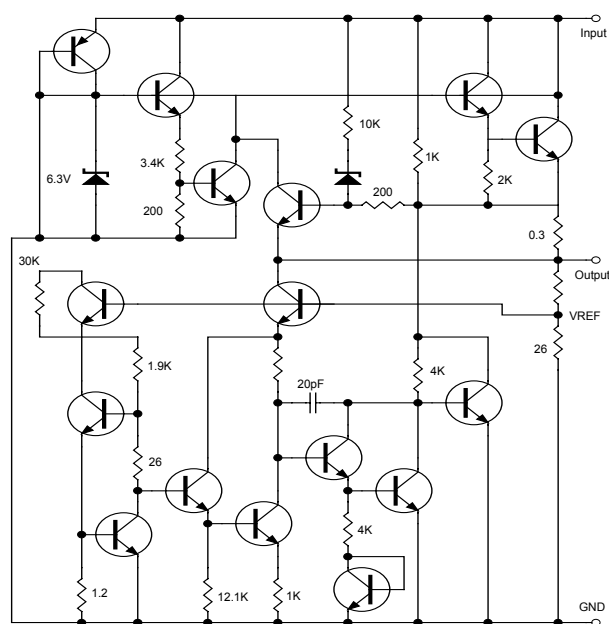 Input
10K
3.4K
1K
6.3V
2K
200
200
0.3
30K
Output
VREF
1.9K
26
20pF
4K
26
4K
1.2
12.1K
1K
GND